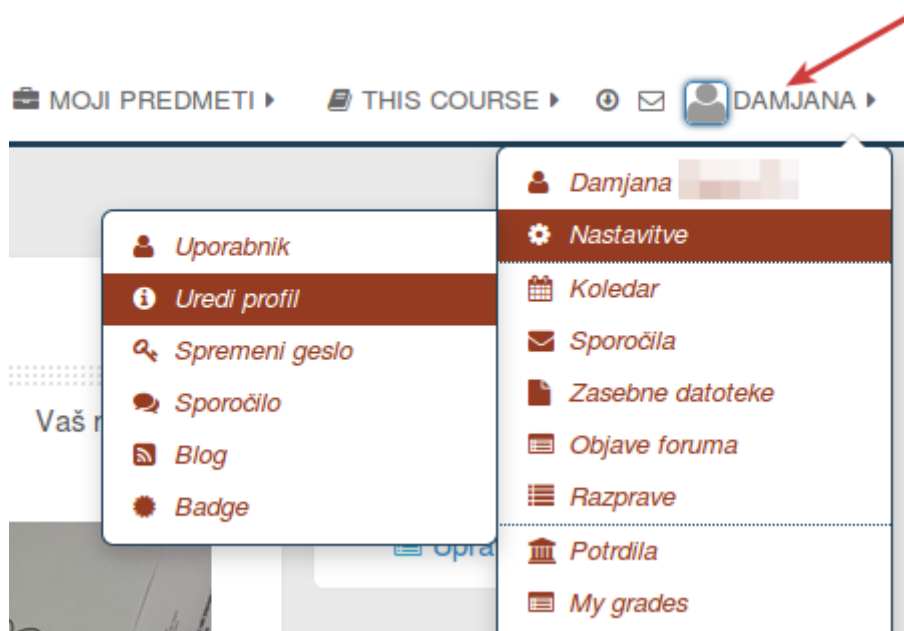 MOJI PREDMETI THIS COURSE DAMJANA
Damjana
Nastavitve
Koledar
Sporočila
Zasebne datoteke
Objave foruma
Razprave
Potrdila
My grades
Uporabnik
Uredi profil
Spremeni geslo
Sporočilo
Blog
Badge
Vaš